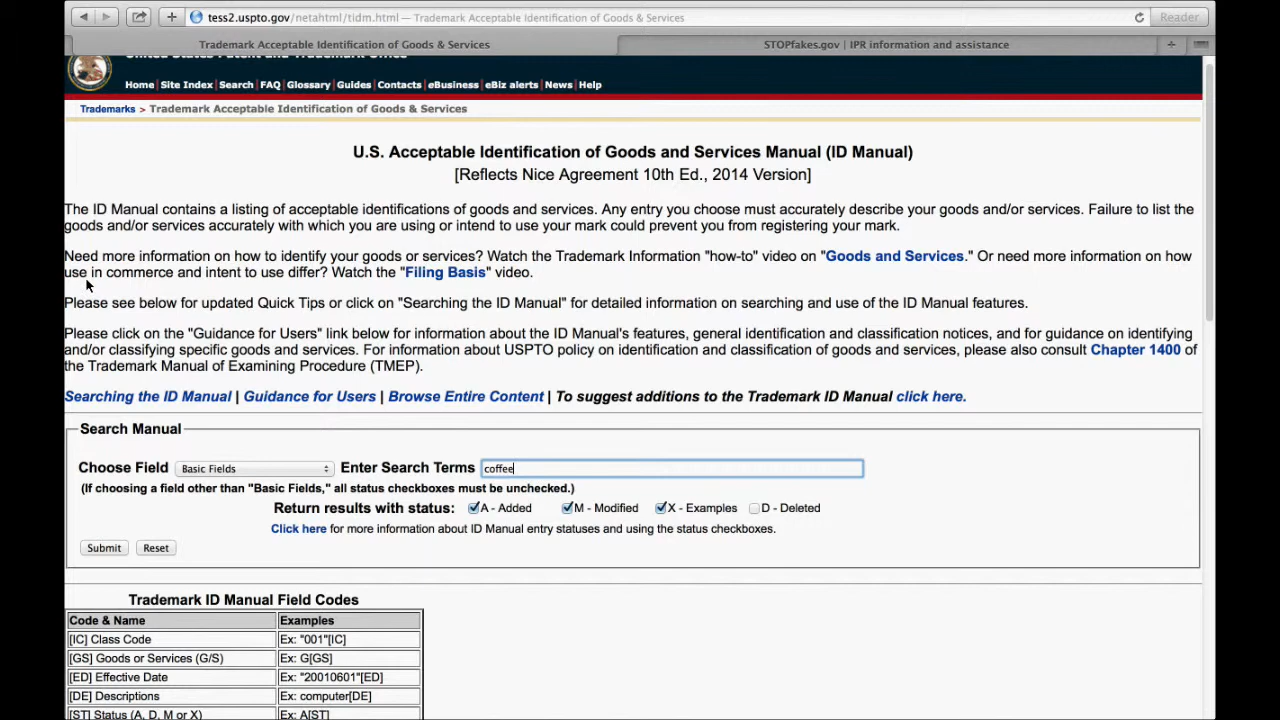 tess2.uspto.gov/netahtml/tidm.html — Trademark Acceptable Identification of Goods & Services
Reader
Trademark Acceptable Identification of Goods & Services
STOPfakes.gov | IPR information and assistance
United States Patent and Trademark Office
Home | Site Index | Search | FAQ | Glossary | Guides | Contacts | eBusiness | eBiz alerts | News | Help
Trademarks > Trademark Acceptable Identification of Goods & Services
U.S. Acceptable Identification of Goods and Services Manual (ID Manual)
[Reflects Nice Agreement 10th Ed., 2014 Version]
The ID Manual contains a listing of acceptable identifications of goods and services. Any entry you choose must accurately describe your goods and/or services. Failure to list the
goods and/or services accurately with which you are using or intend to use your mark could prevent you from registering your mark.
Need more information on how to identify your goods or services? Watch the Trademark Information "how-to" video on "Goods and Services." Or need more information on how
use in commerce and intent to use differ? Watch the "Filing Basis" video.
Please see below for updated Quick Tips or click on "Searching the ID Manual" for detailed information on searching and use of the ID Manual features.
Please click on the "Guidance for Users" link below for information about the ID Manual's features, general identification and classification notices, and for guidance on identifying
and/or classifying specific goods and services. For information about USPTO policy on identification and classification of goods and services, please also consult Chapter 1400 of
the Trademark Manual of Examining Procedure (TMEP).
Searching the ID Manual | Guidance for Users | Browse Entire Content | To suggest additions to the Trademark ID Manual click here.
Search Manual
Choose Field Basic Fields Enter Search Terms coffee
(If choosing a field other than "Basic Fields," all status checkboxes must be unchecked.)
Return results with status: A - Added M - Modified X - Examples D - Deleted
Click here for more information about ID Manual entry statuses and using the status checkboxes.
Submit Reset
Trademark ID Manual Field Codes
Code & Name Examples
[IC] Class Code Ex: "001"[IC]
[GS] Goods or Services (G/S) Ex: G[GS]
[ED] Effective Date Ex: "20010601"[ED]
[DE] Descriptions Ex: computer[DE]
[ST] Status (A, D, M or X) Ex: A[ST]